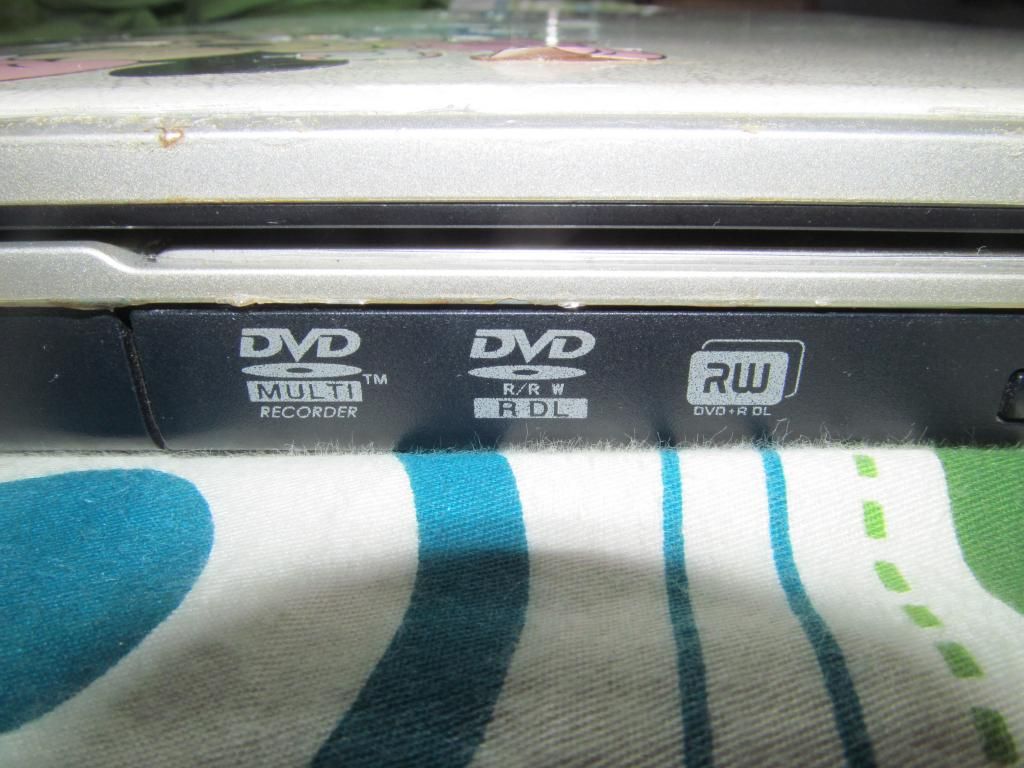 DVD
MULTI™
RECORDER
DVD
R/RW
R DL
RW
DVD+R DL